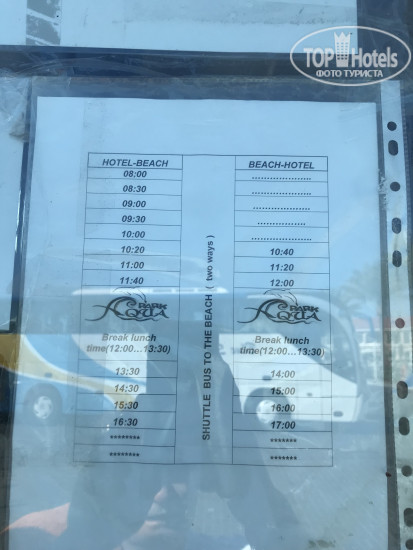 TOP Hotels
ФОТО ТУРИСТА
HOTEL-BEACH
BEACH-HOTEL
08:00
....................
08:30
....................
09:00
...................
09:30
................
10:00
.....................
10:20
10:40
11:00
11:20
11:40
12:00
PARK
AQUA
PARK
AQUA
Break lunch
time(12:00...13:30)
Break lunch
time(12:00...13:30)
13:30
14:00
14:30
15:00
15:30
16:00
16:30
17:00
********
*******
********
*******
SHUTTLE BUS TO THE BEACH ( two ways )